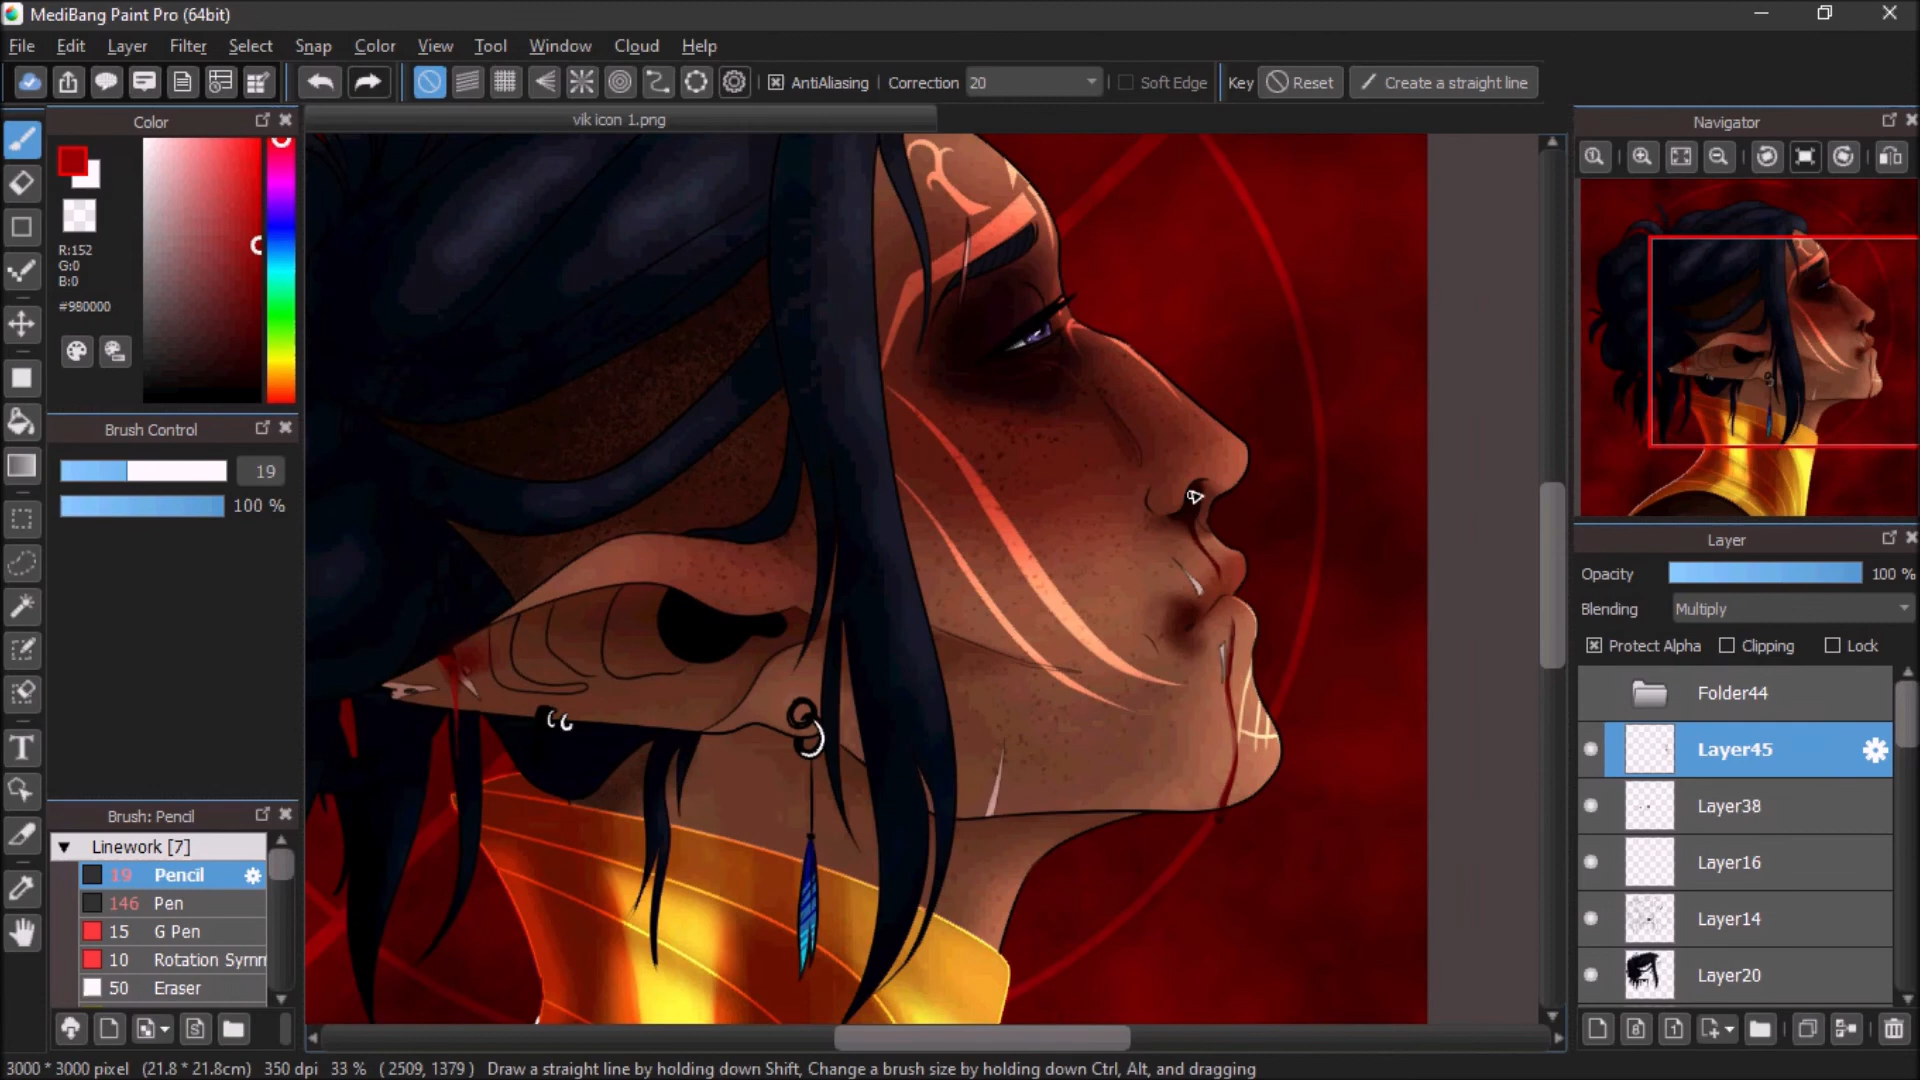 MediBang Paint Pro (64bit)
File Edit Layer Filter Select Snap Color View Tool Window Cloud Help
AntiAliasing Correction 20 Soft Edge Key Reset Create a straight line
Color
vik icon 1.png
Navigator
R:152
G:0
B:0
#980000
Brush Control
19
100 %
Brush: Pencil
Linework [7]
19 Pencil
146 Pen
15 G Pen
10 Rotation Symm
50 Eraser
Layer
Opacity 100 %
Blending Multiply
Protect Alpha Clipping Lock
Folder44
Layer45
Layer38
Layer16
Layer14
Layer20
3000 * 3000 pixel (21.8 * 21.8cm) 350 dpi 33 % ( 2509, 1379 ) Draw a straight line by holding down Shift, Change a brush size by holding down Ctrl, Alt, and dragging